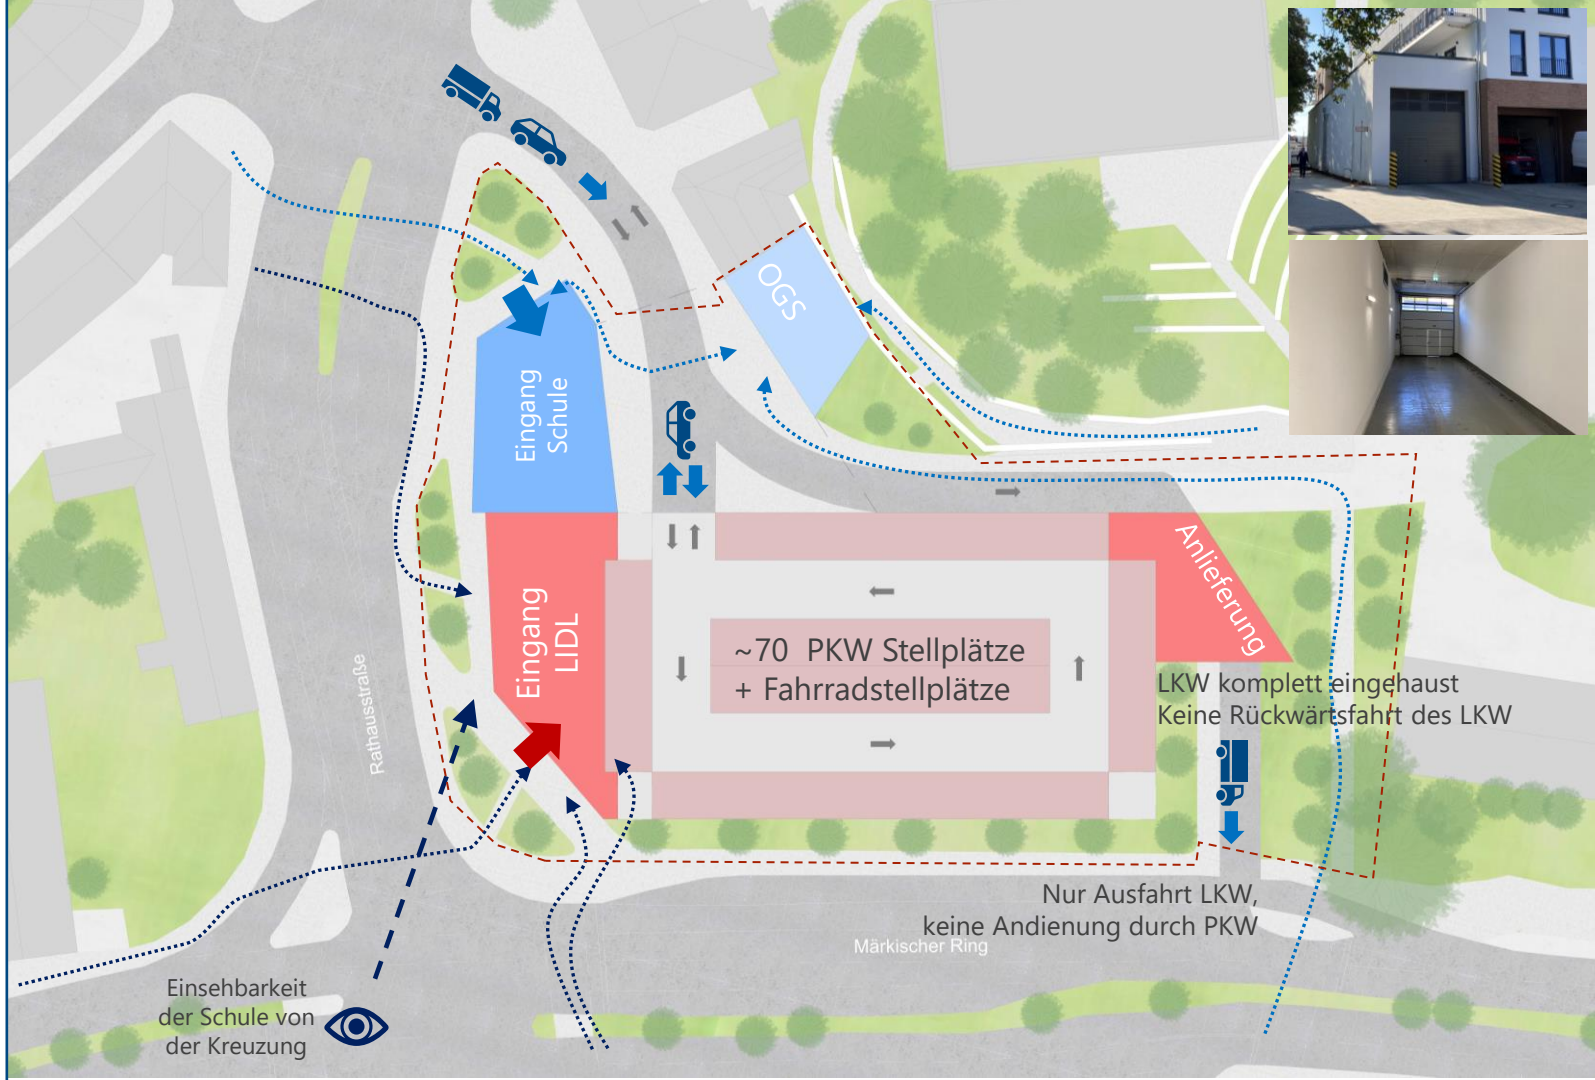 OGS
Eingang
Schule
Eingang
LIDL
Anlieferung
~70 PKW Stellplätze
+ Fahrradstellplätze
LKW komplett eingehaust
Keine Rückwärtsfahrt des LKW
Rathausstraße
Nur Ausfahrt LKW,
keine Andienung durch PKW
Märkischer Ring
Einsehbarkeit
der Schule von
der Kreuzung